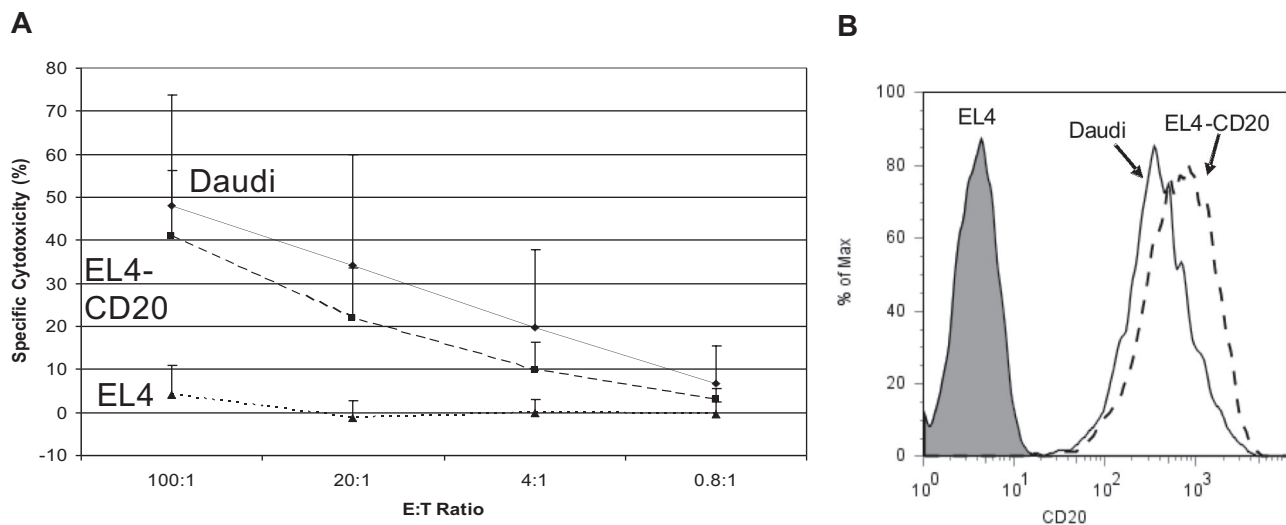 A
80
70
60
50
40
30
20
10
0
-10
Specific Cytotoxicity (%)
Daudi
EL4-
CD20
EL4
100:1
20:1
4:1
0.8:1
E:T Ratio
B
100
80
60
40
20
0
% of Max
EL4
Daudi
EL4-CD20
10^0
10^1
10^2
10^3
CD20